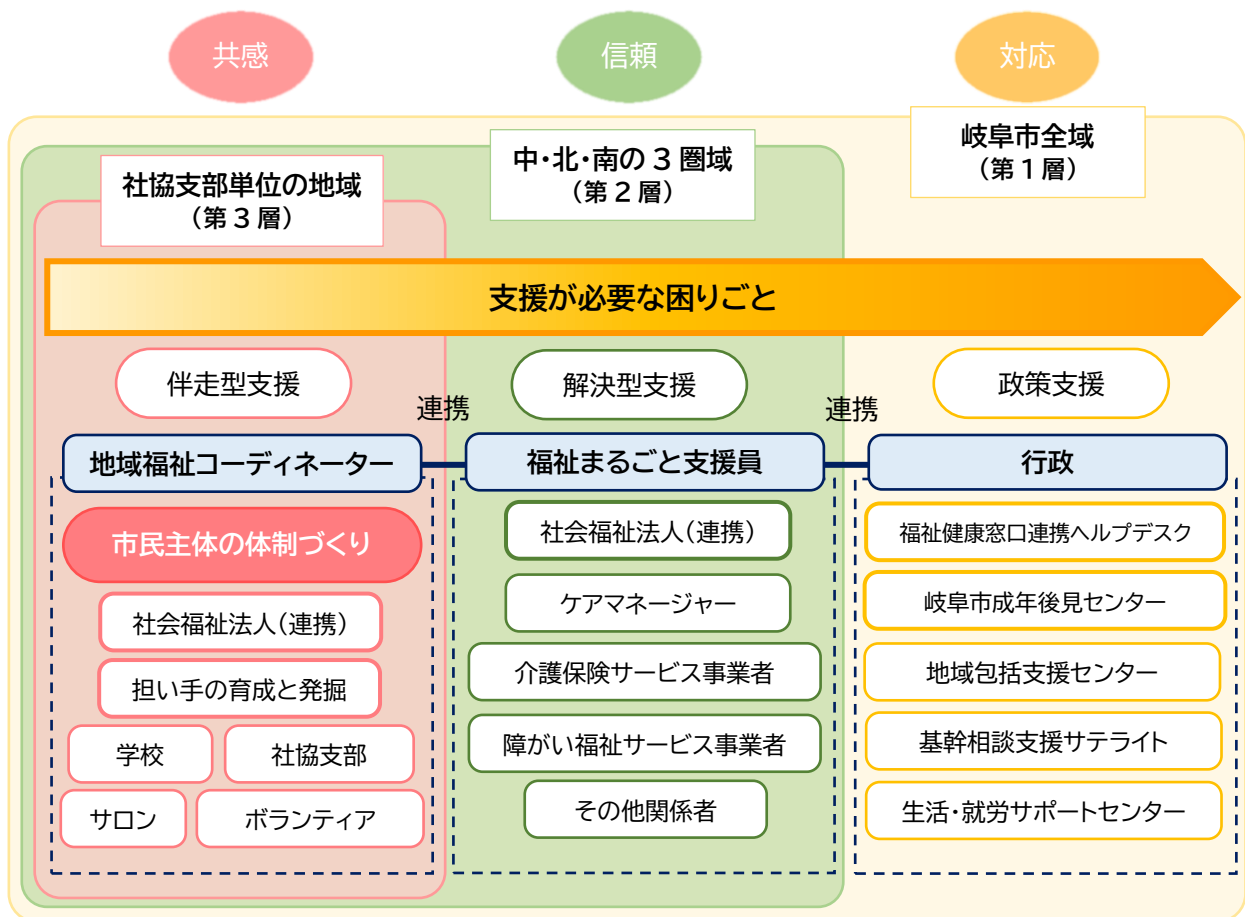 共感
信頼
対応
岐阜市全域
(第1層)
中・北・南の3圏域
(第2層)
社協支部単位の地域
(第3層)
支援が必要な困りごと
伴走型支援
連携
解決型支援
連携
政策支援
地域福祉コーディネーター
福祉まるごと支援員
行政
市民主体の体制づくり
社会福祉法人(連携)
担い手の育成と発掘
学校
社協支部
サロン
ボランティア
社会福祉法人(連携)
ケアマネージャー
介護保険サービス事業者
障がい福祉サービス事業者
その他関係者
福祉健康窓口連携ヘルプデスク
岐阜市成年後見センター
地域包括支援センター
基幹相談支援サテライト
生活・就労サポートセンター